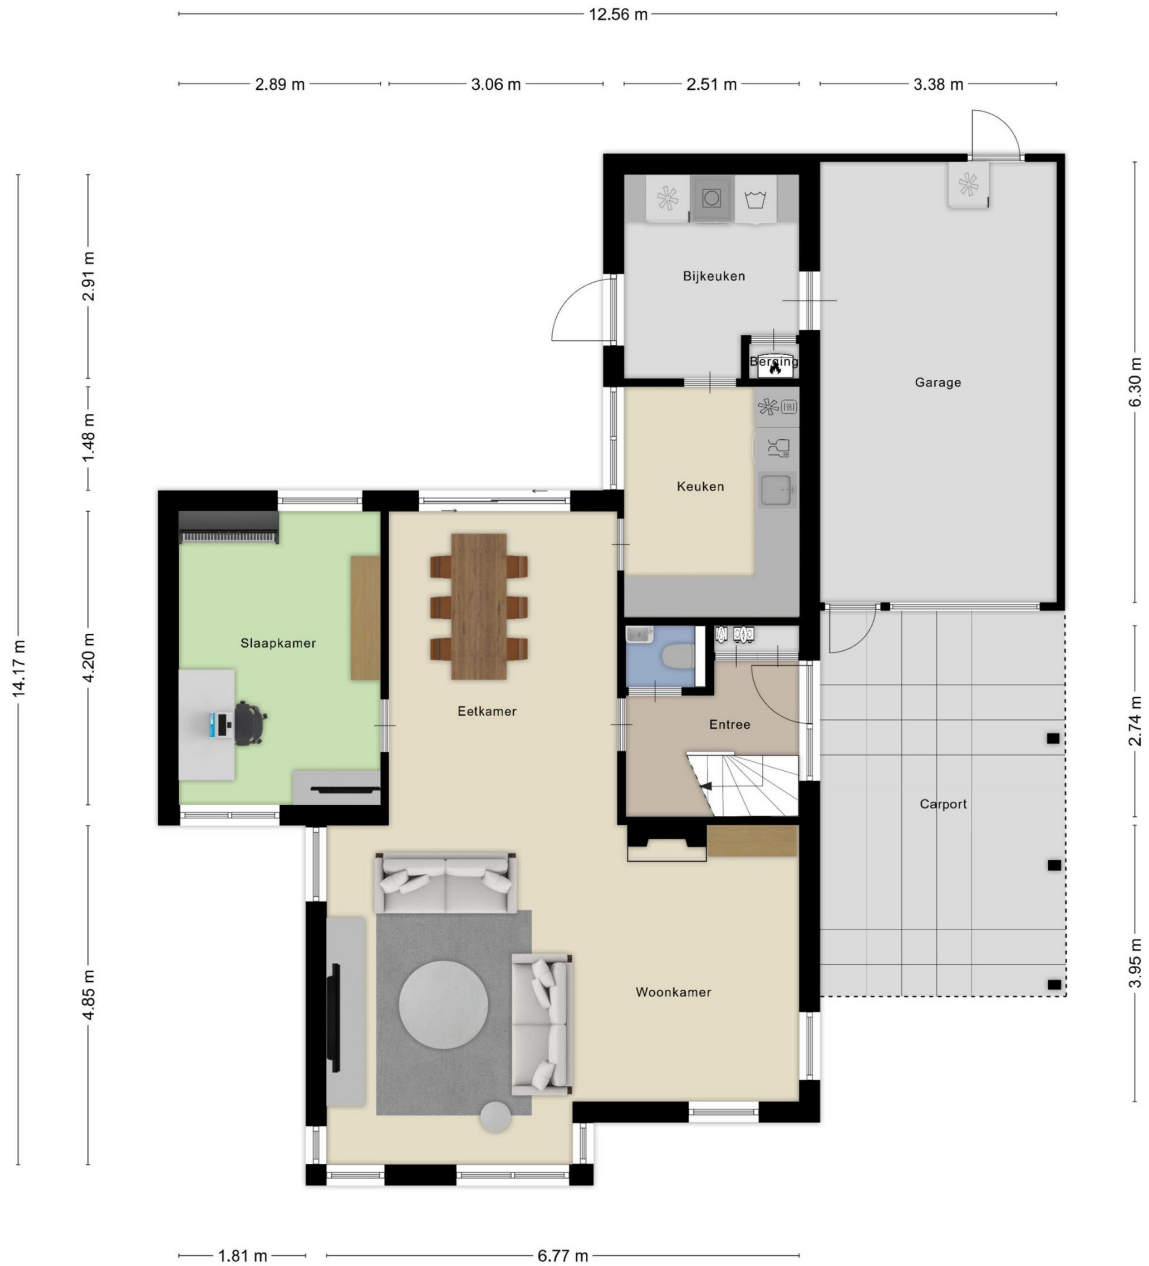 12.56 m
2.89 m
3.06 m
2.51 m
3.38 m
2.91 m
Bijkeuken
Berging
6.30 m
Garage
1.48 m
Keuken
14.17 m
4.20 m
Slaapkamer
Eetkamer
Entree
2.74 m
Carport
4.85 m
Woonkamer
3.95 m
1.81 m
6.77 m